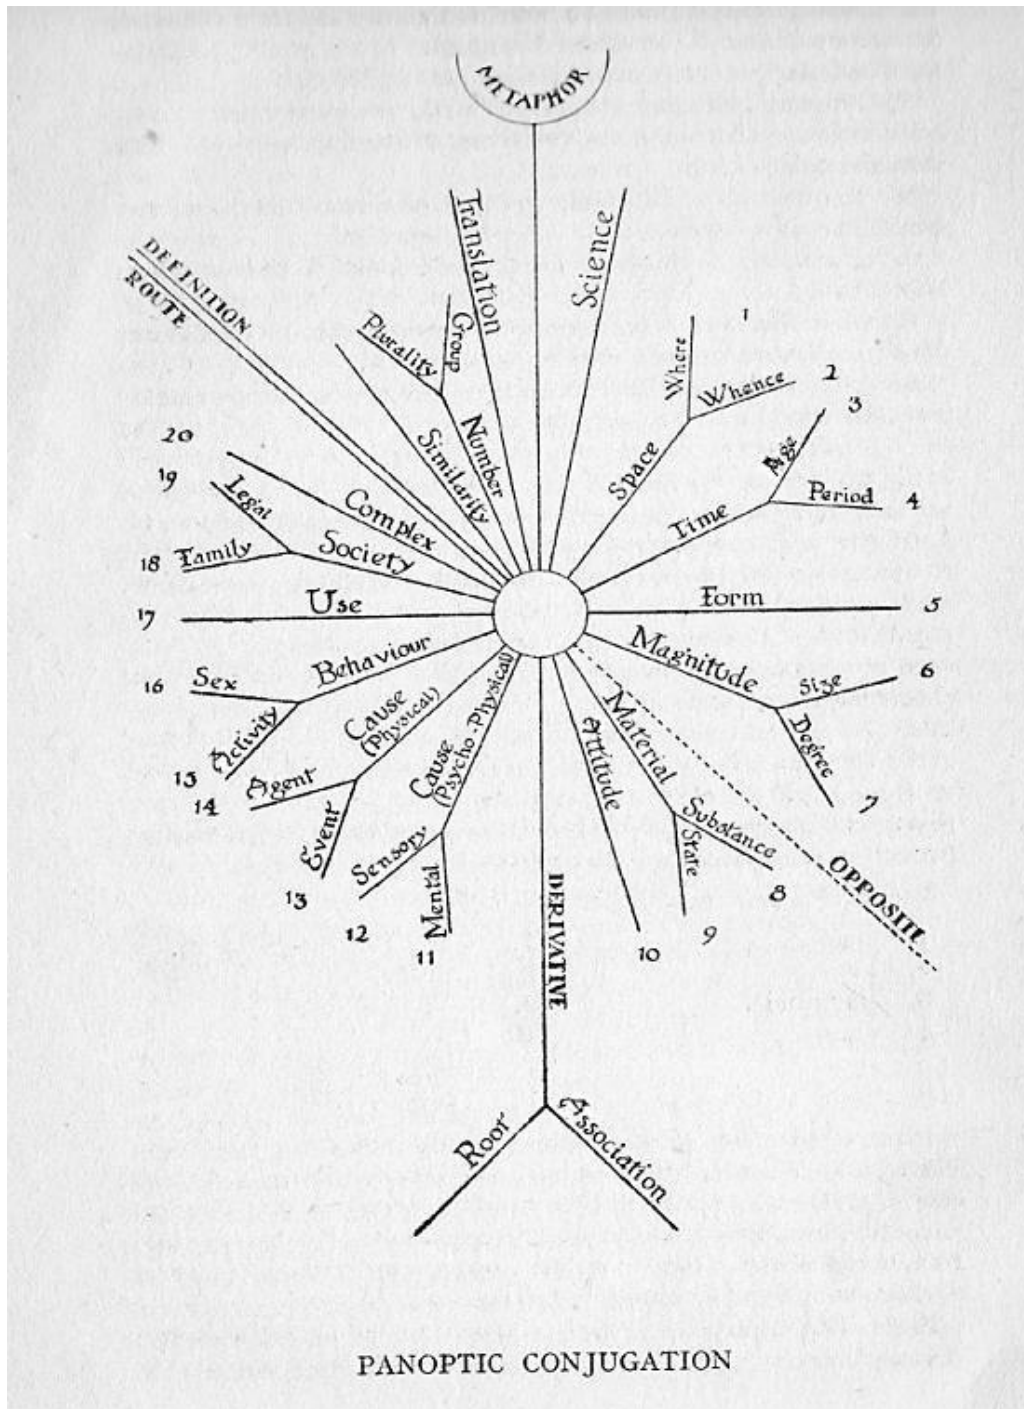 METAPHOR
Translation
Science
DEFINITION
ROUTE
Plurality
Group
Number
Similarity
1
Where
Whence
2
Space
3
Age
Period
4
Time
Form
5
Magnitude
Size
6
Degree
7
Material
Substance
8
State
9
OPPOSITE
Attitude
10
DERIVATIVE
Root
Association
Cause
(Psycho-Physical)
Mental
11
Sensory
12
Cause
(Physical)
Event
13
Agent
14
Behaviour
Activity
15
Sex
16
Use
17
Society
Family
18
Legal
19
Complex
20
PANOPTIC CONJUGATION